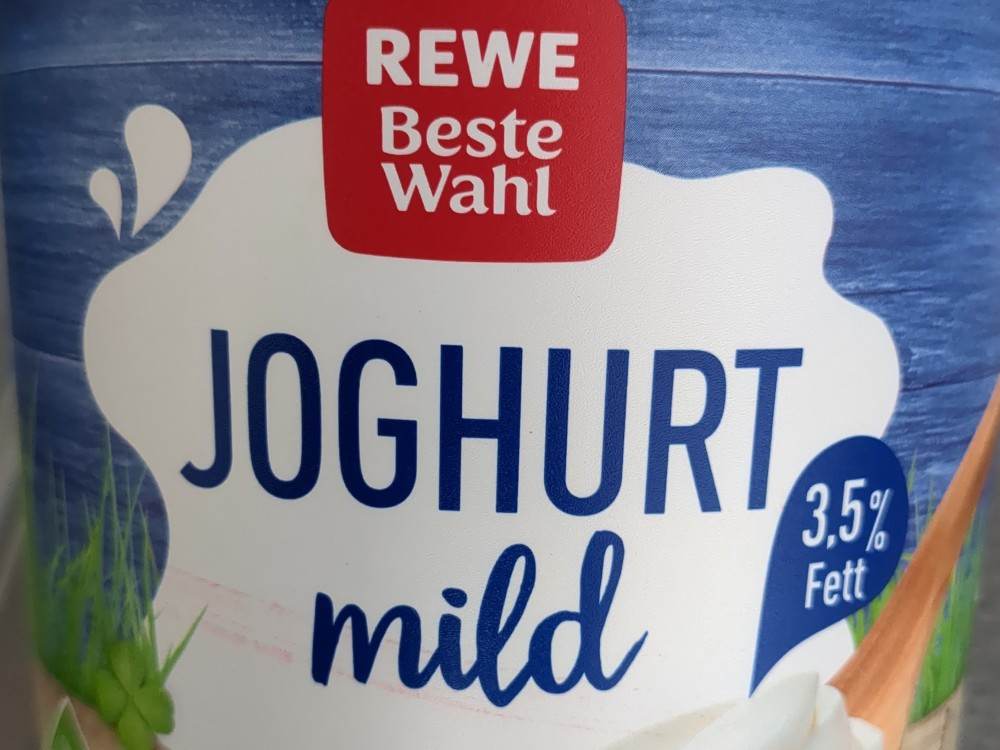 REWE
Beste
Wahl
JOGHURT
mild
3,5%
Fett